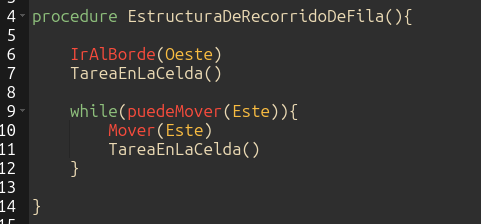 4 procedure EstructuraDeRecorridoDeFila(){
5
6 IrAlBorde(Oeste)
7 TareaEnLaCelda()
8
9 while(puedeMover(Este)){
10 Mover(Este)
11 TareaEnLaCelda()
12 }
13
14 }